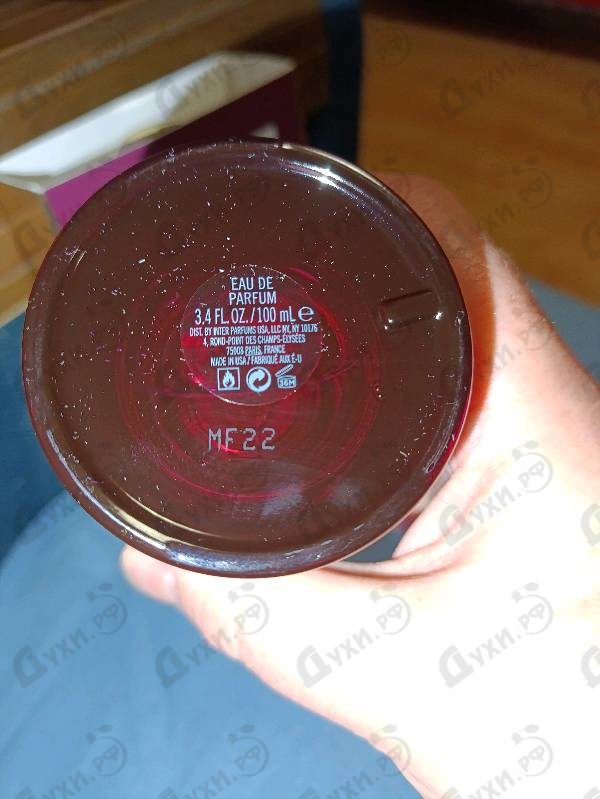 EAU DE
PARFUM
3.4 FL. OZ./100 mL ℮
DIST. BY INTER PARFUMS USA, LLC NY, NY 10176
4, ROND-POINT DES CHAMPS-ÉLYSÉES
75008 PARIS, FRANCE
MADE IN USA / FABRIQUÉ AUX É-U
36M
MF22
Духи.рф